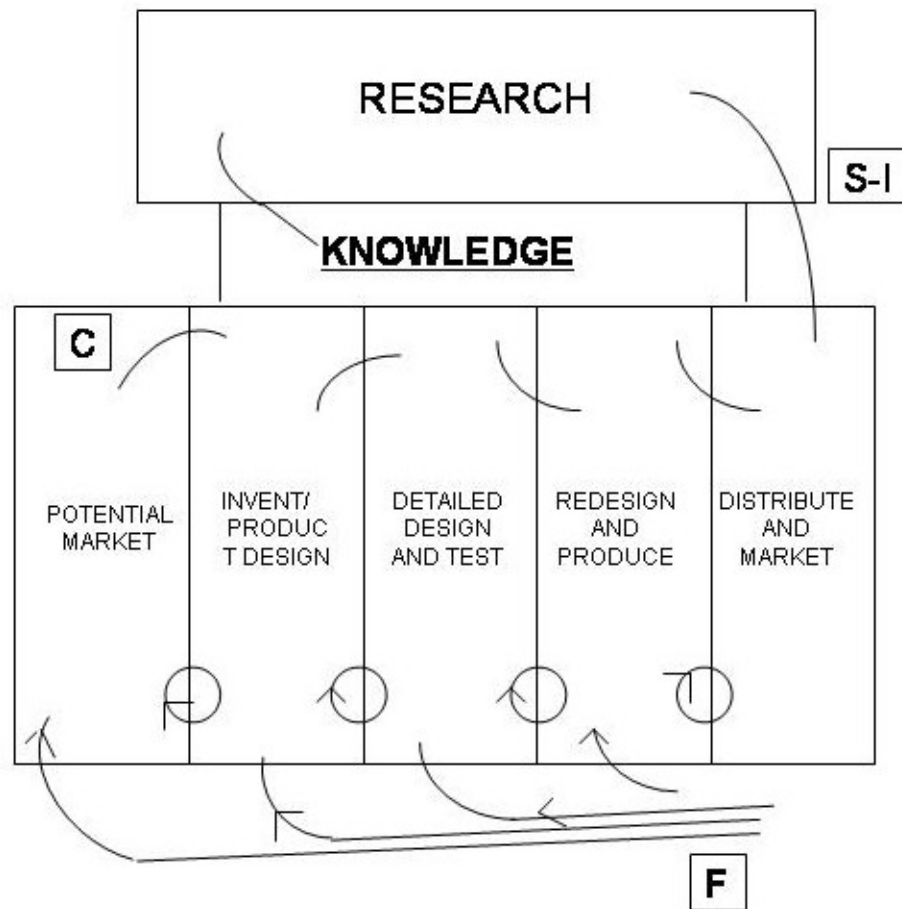 RESEARCH
S-I
KNOWLEDGE
C
POTENTIAL
MARKET
INVENT/
PRODUC
T DESIGN
DETAILED
DESIGN
AND TEST
REDESIGN
AND
PRODUCE
DISTRIBUTE
AND
MARKET
F